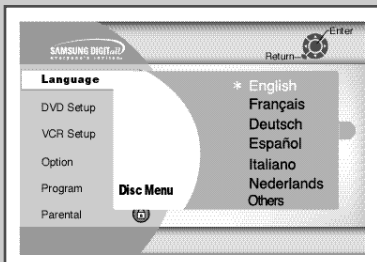 Enter
SAMSUNG DIGITall
everyone's invited
Return
Language
DVD Setup
VCR Setup
Option
Program
Parental
Disc Menu
* English
Français
Deutsch
Español
Italiano
Nederlands
Others